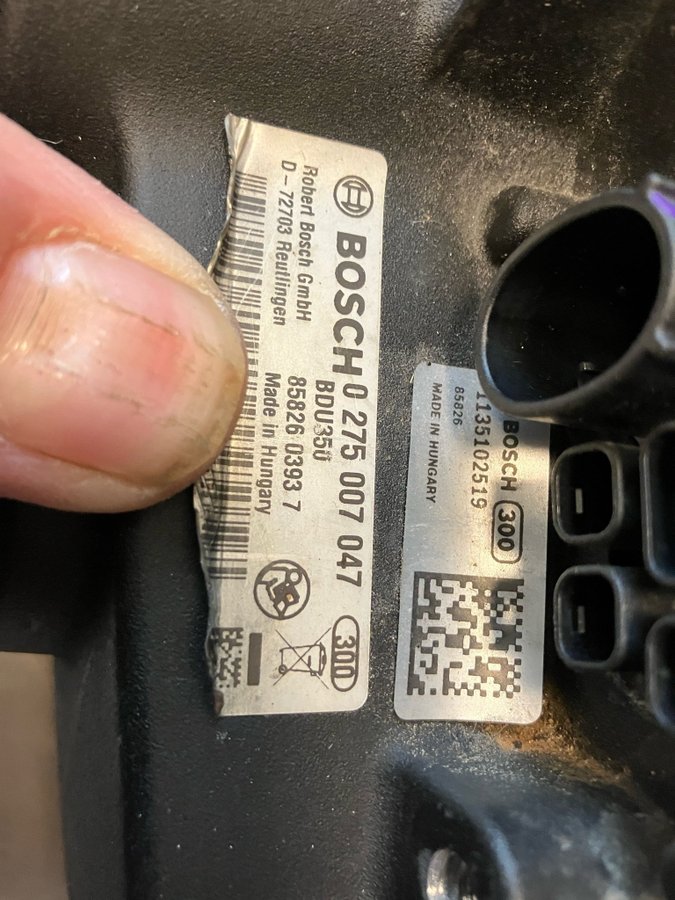 BOSCH 0 275 007 047
BDU350
85826 0393 7
Made in Hungary
Robert Bosch GmbH
D - 72703 Reutlingen
300
BOSCH 300
1135102519
85826
MADE IN HUNGARY